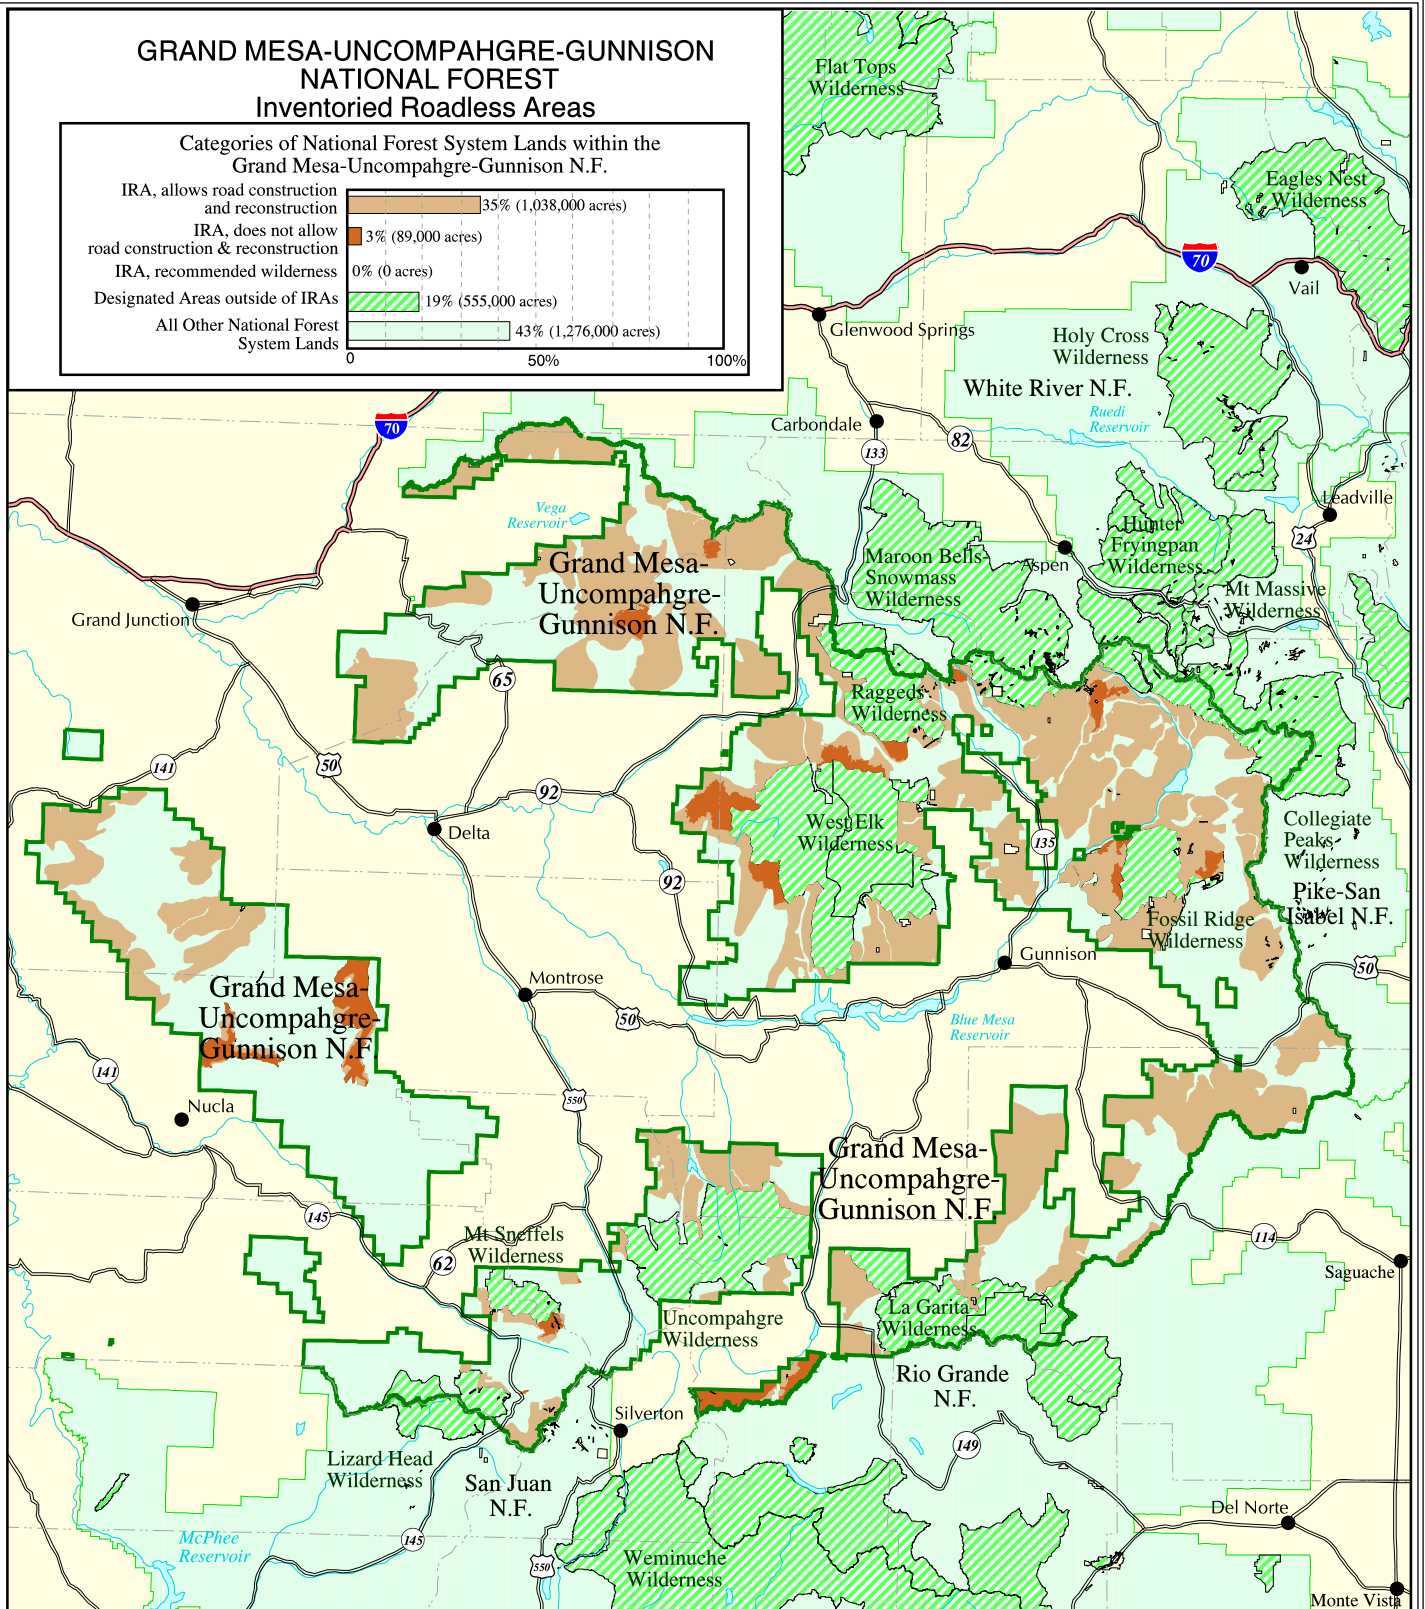 GRAND MESA-UNCOMPAHGRE-GUNNISON
NATIONAL FOREST
Inventoried Roadless Areas
Categories of National Forest System Lands within the
Grand Mesa-Uncompahgre-Gunnison N.F.
IRA, allows road construction
and reconstruction
35% (1,038,000 acres)
IRA, does not allow
road construction & reconstruction
3% (89,000 acres)
IRA, recommended wilderness
0% (0 acres)
Designated Areas outside of IRAs
19% (555,000 acres)
All Other National Forest
System Lands
43% (1,276,000 acres)
0
50%
100%
Flat Tops
Wilderness
Eagles Nest
Wilderness
70
Vail
Glenwood Springs
Holy Cross
Wilderness
White River N.F.
Ruedi
Reservoir
70
Carbondale
82
133
Leadville
Vega
Reservoir
Hunter
Fryingpan
Wilderness
24
Maroon Bells-
Snowmass
Wilderness
Aspen
Grand Mesa-
Uncompahgre-
Gunnison N.F.
Mt Massive
Wilderness
Grand Junction
65
Raggeds
Wilderness
141
50
92
Delta
West Elk
Wilderness
135
Collegiate
Peaks
Wilderness
92
Pike-San
Isabel N.F.
Fossil Ridge
Wilderness
Gunnison
50
Montrose
Grand Mesa-
Uncompahgre-
Gunnison N.F.
50
Blue Mesa
Reservoir
141
Nucla
550
Grand Mesa-
Uncompahgre-
Gunnison N.F.
145
Mt Sneffels
Wilderness
62
114
Saguache
Uncompahgre
Wilderness
La Garita
Wilderness
Rio Grande
N.F.
Silverton
149
Lizard Head
Wilderness
San Juan
N.F.
Del Norte
McPhee
Reservoir
145
550
Weminuche
Wilderness
Monte Vista